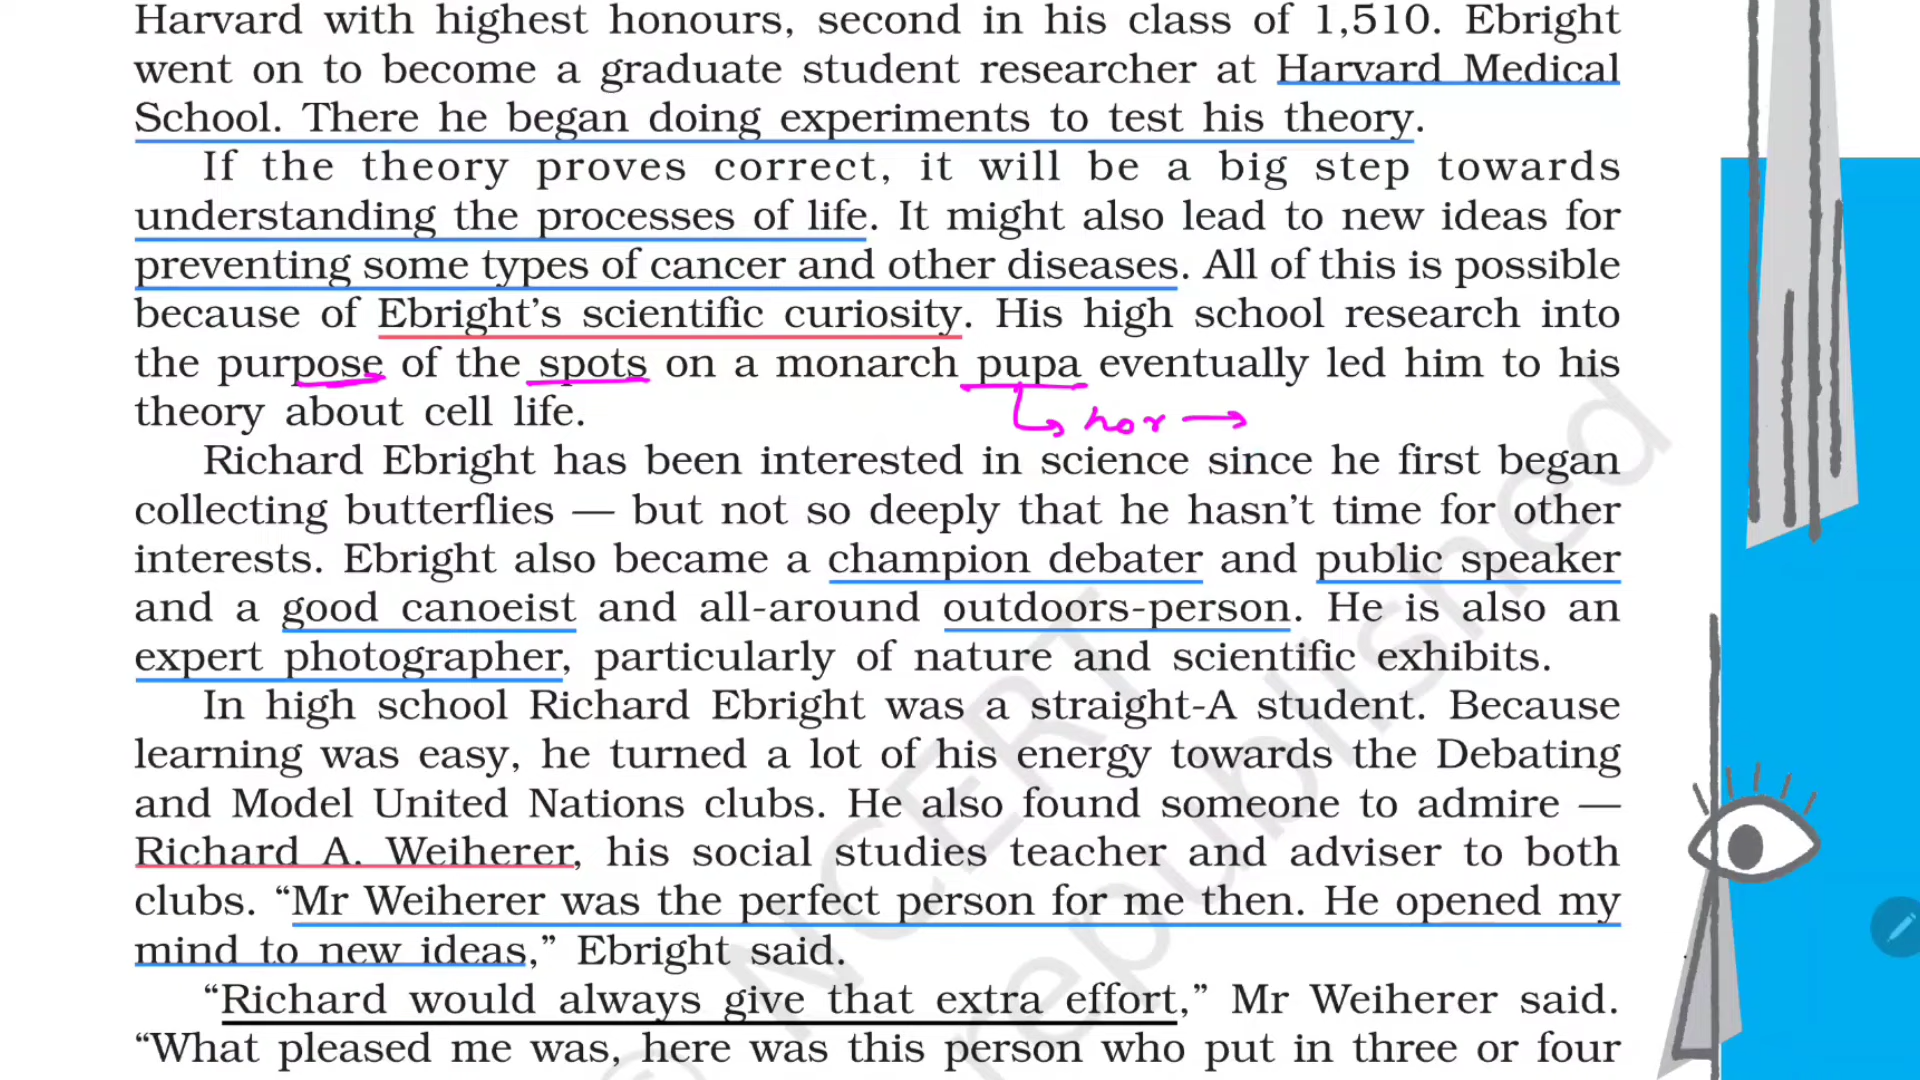 Harvard with highest honours, second in his class of 1,510. Ebright
went on to become a graduate student researcher at Harvard Medical
School. There he began doing experiments to test his theory.
If the theory proves correct, it will be a big step towards
understanding the processes of life. It might also lead to new ideas for
preventing some types of cancer and other diseases. All of this is possible
because of Ebright’s scientific curiosity. His high school research into
the purpose of the spots on a monarch pupa eventually led him to his
theory about cell life.
hor →
Richard Ebright has been interested in science since he first began
collecting butterflies — but not so deeply that he hasn’t time for other
interests. Ebright also became a champion debater and public speaker
and a good canoeist and all-around outdoors-person. He is also an
expert photographer, particularly of nature and scientific exhibits.
In high school Richard Ebright was a straight-A student. Because
learning was easy, he turned a lot of his energy towards the Debating
and Model United Nations clubs. He also found someone to admire —
Richard A. Weiherer, his social studies teacher and adviser to both
clubs. “Mr Weiherer was the perfect person for me then. He opened my
mind to new ideas,” Ebright said.
“Richard would always give that extra effort,” Mr Weiherer said.
“What pleased me was, here was this person who put in three or four
© NCERT
republished